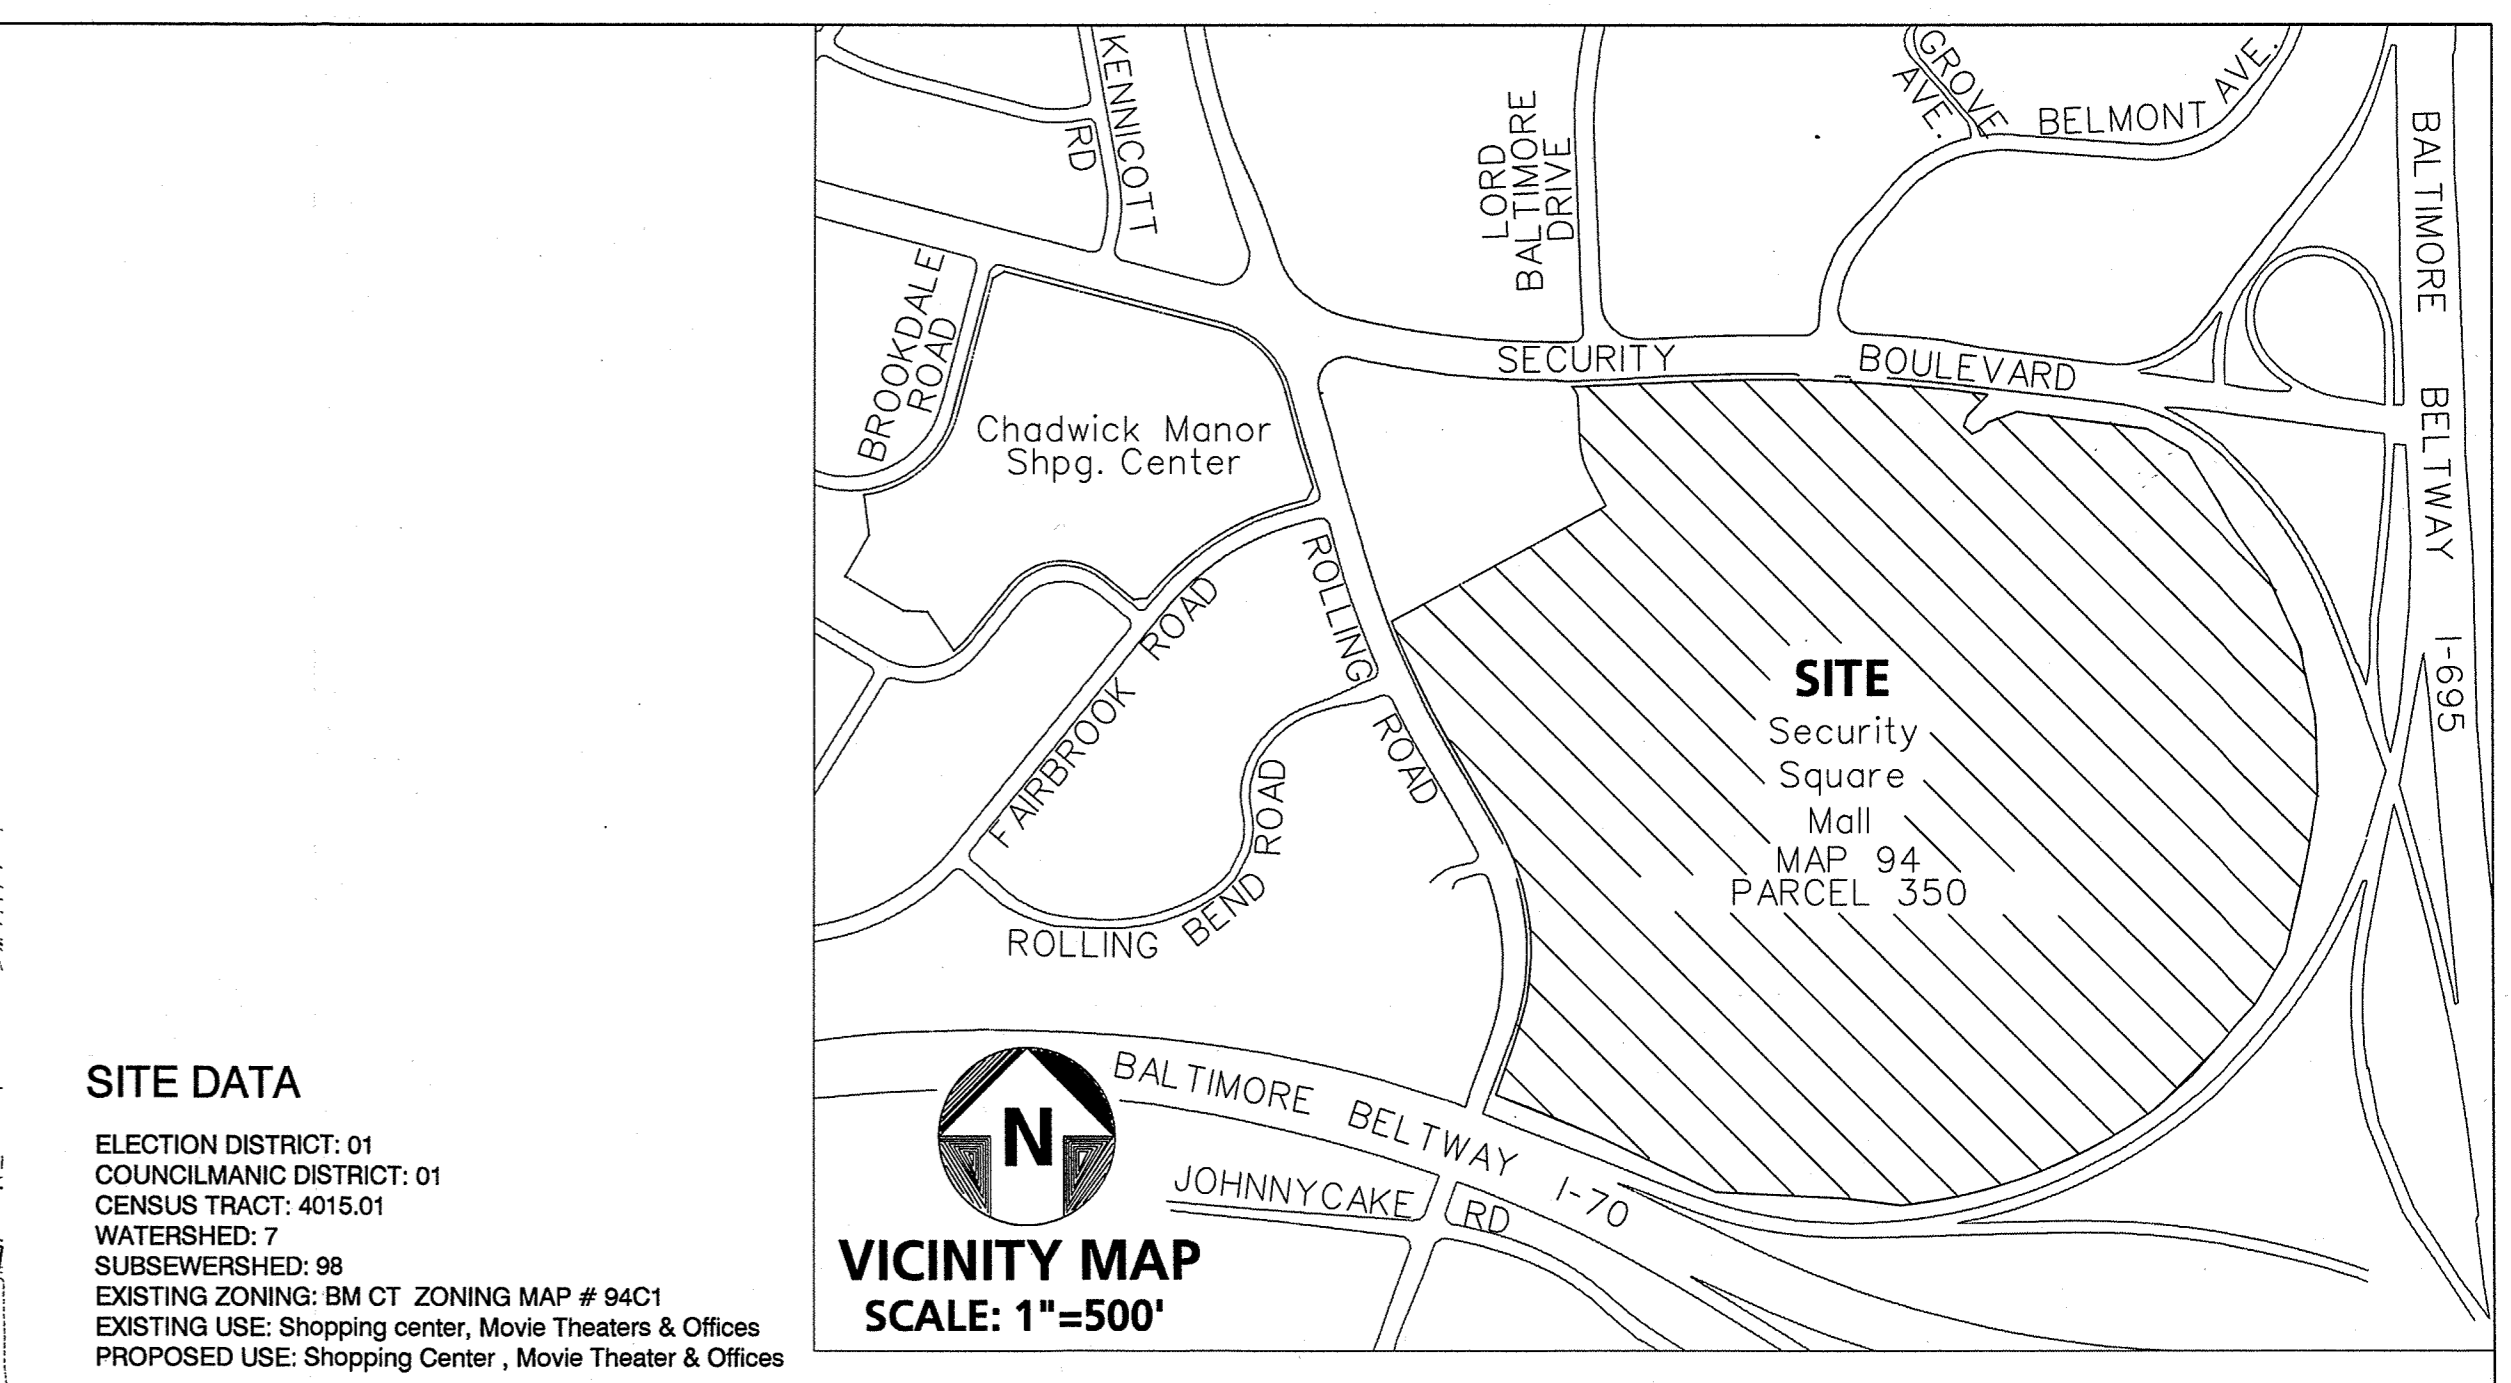 KENNICOTT
RD
LORD
BALTIMORE
DRIVE
GROVE
AVE.
BELMONT AVE.
BALTIMORE BELTWAY I-695
BROOKDALE
ROAD
SECURITY BOULEVARD
Chadwick Manor
Shpg. Center
ROLLING ROAD
FAIRBROOK ROAD
ROLLING BEND ROAD
SITE
Security
Square
Mall
MAP 94
PARCEL 350
BALTIMORE BELTWAY I-70
JOHNNYCAKE RD
N
VICINITY MAP
SCALE: 1"=500'
SITE DATA
ELECTION DISTRICT: 01
COUNCILMANIC DISTRICT: 01
CENSUS TRACT: 4015.01
WATERSHED: 7
SUBSEWERSHED: 98
EXISTING ZONING: BM CT ZONING MAP # 94C1
EXISTING USE: Shopping center, Movie Theaters & Offices
PROPOSED USE: Shopping Center , Movie Theater & Offices